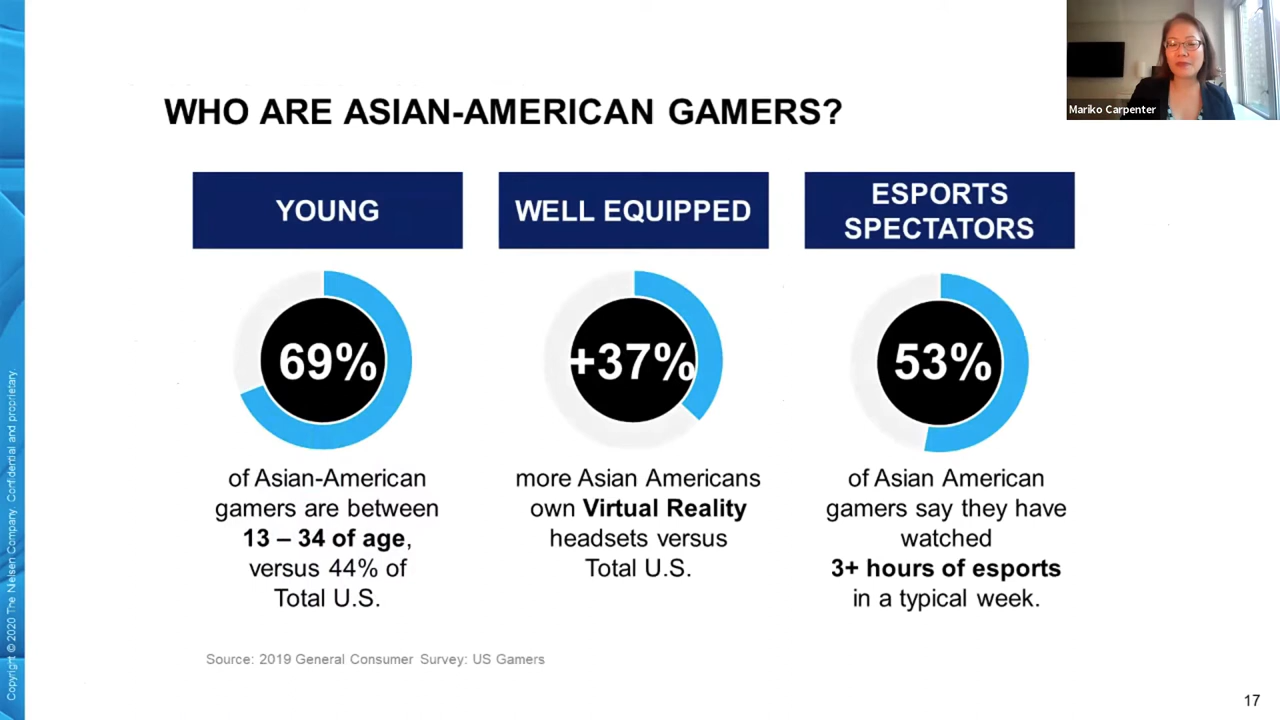 Mariko Carpenter
WHO ARE ASIAN-AMERICAN GAMERS?
YOUNG
69%
of Asian-American
gamers are between
13 – 34 of age,
versus 44% of
Total U.S.
WELL EQUIPPED
+37%
more Asian Americans
own Virtual Reality
headsets versus
Total U.S.
ESPORTS
SPECTATORS
53%
of Asian American
gamers say they have
watched
3+ hours of esports
in a typical week.
Source: 2019 General Consumer Survey: US Gamers
17
Copyright © 2020 The Nielsen Company. Confidential and proprietary.